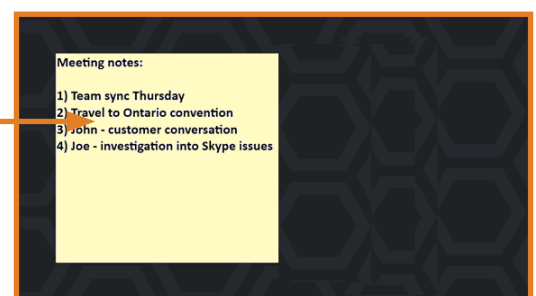 Meeting notes:
1) Team sync Thursday
2) Travel to Ontario convention
3) John - customer conversation
4) Joe - investigation into Skype issues